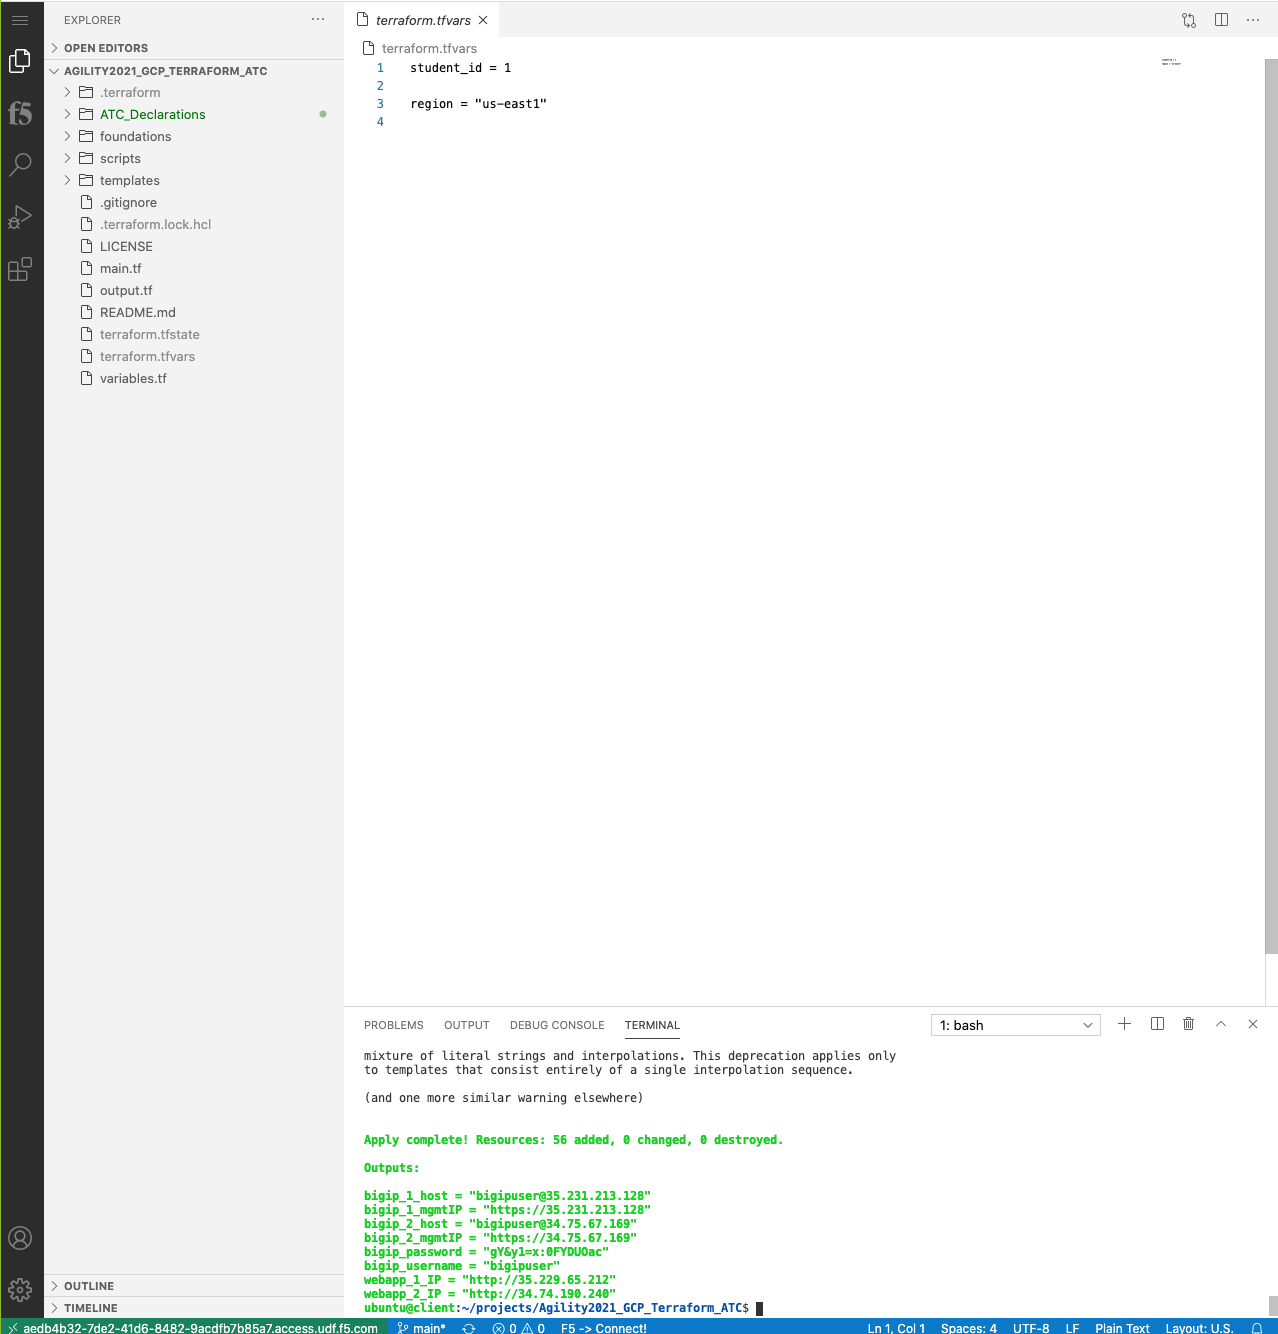 EXPLORER
OPEN EDITORS
AGILITY2021_GCP_TERRAFORM_ATC
.terraform
ATC_Declarations
foundations
scripts
templates
.gitignore
.terraform.lock.hcl
LICENSE
main.tf
output.tf
README.md
terraform.tfstate
terraform.tfvars
variables.tf
OUTLINE
TIMELINE
f5
terraform.tfvars
terraform.tfvars
1 student_id = 1
2
3 region = "us-east1"
4
PROBLEMS OUTPUT DEBUG CONSOLE TERMINAL 1: bash
mixture of literal strings and interpolations. This deprecation applies only
to templates that consist entirely of a single interpolation sequence.
(and one more similar warning elsewhere)
Apply complete! Resources: 56 added, 0 changed, 0 destroyed.
Outputs:
bigip_1_host = "bigipuser@35.231.213.128"
bigip_1_mgmtIP = "https://35.231.213.128"
bigip_2_host = "bigipuser@34.75.67.169"
bigip_2_mgmtIP = "https://34.75.67.169"
bigip_password = "gY&y1=x:0FYDUOac"
bigip_username = "bigipuser"
webapp_1_IP = "http://35.229.65.212"
webapp_2_IP = "http://34.74.190.240"
ubuntu@client:~/projects/Agility2021_GCP_Terraform_ATC$
aedb4b32-7de2-41d6-8482-9acdfb7b85a7.access.udf.f5.com main* 0 0 F5 -> Connect! Ln 1, Col 1 Spaces: 4 UTF-8 LF Plain Text Layout: U.S.